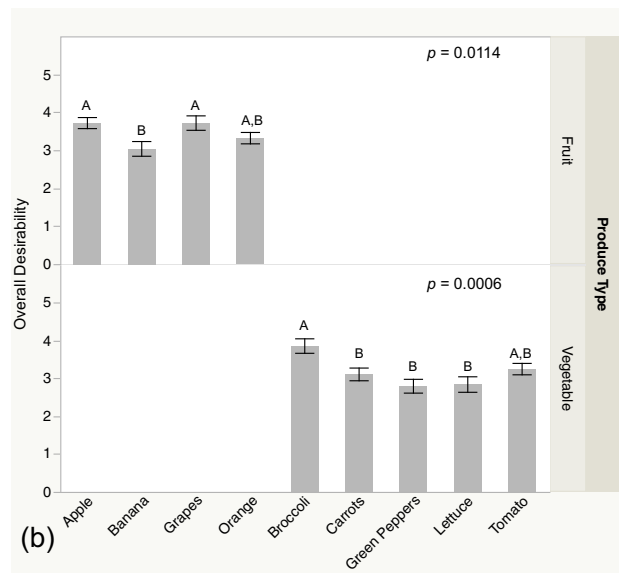 p = 0.0114
5
4
3
2
1
0
A
B
A
A,B
Fruit
Overall Desirability
Produce Type
p = 0.0006
5
4
3
2
1
0
A
B
B
B
A,B
Vegetable
Apple
Banana
Grapes
Orange
Broccoli
Carrots
Green Peppers
Lettuce
Tomato
(b)